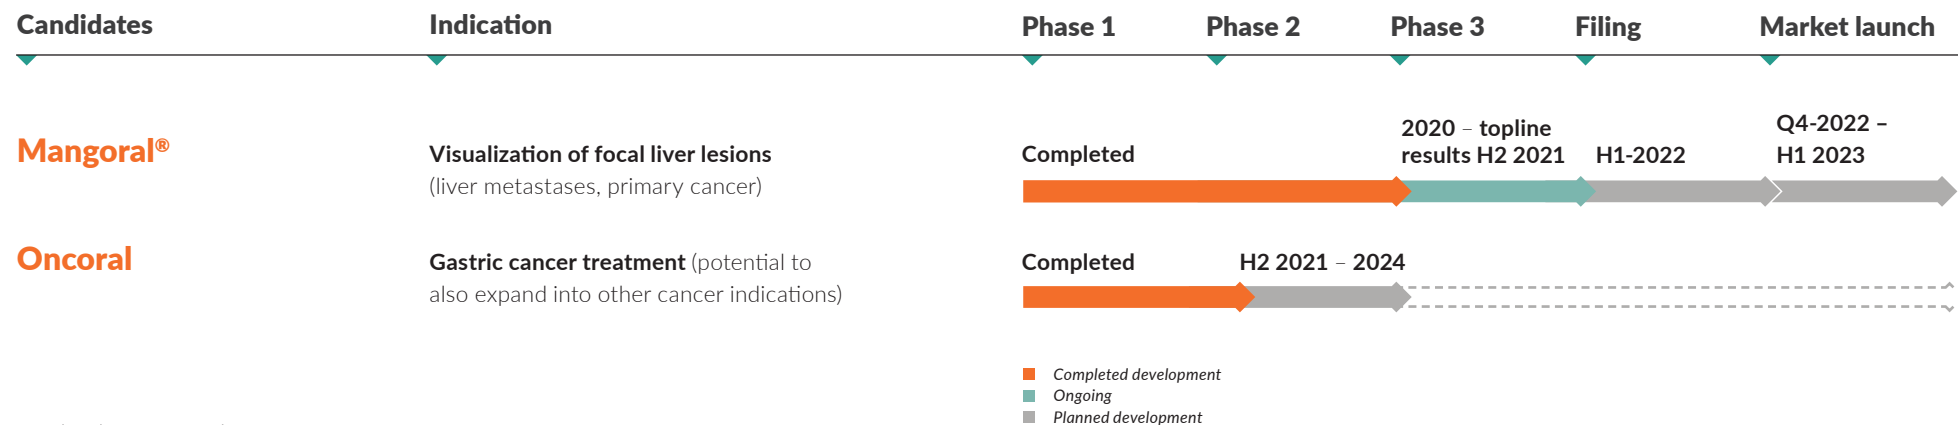 Candidates
Indication
Phase 1
Phase 2
Phase 3
Filing
Market launch
Mangoral®
Visualization of focal liver lesions
(liver metastases, primary cancer)
Completed
2020 – topline
results H2 2021
H1-2022
Q4-2022 –
H1 2023
Oncoral
Gastric cancer treatment (potential to
also expand into other cancer indications)
Completed
H2 2021 – 2024
Completed development
Ongoing
Planned development